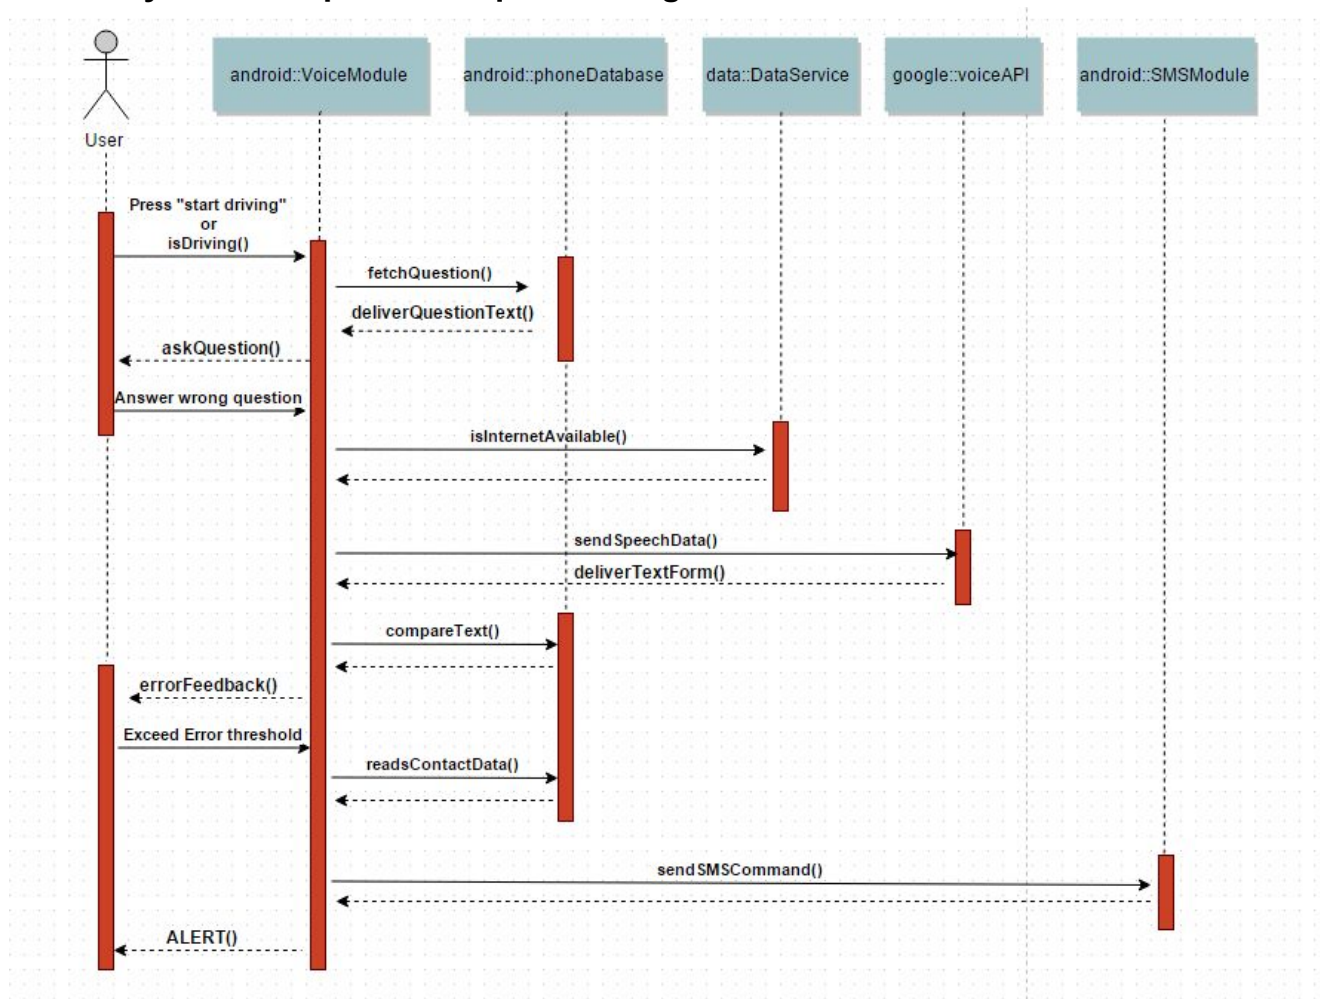 android::VoiceModule
android::phoneDatabase
data::DataService
google::voiceAPI
android::SMSModule
User
Press "start driving"
or
isDriving()
fetchQuestion()
deliverQuestionText()
askQuestion()
Answer wrong question
isInternetAvailable()
sendSpeechData()
deliverTextForm()
compareText()
errorFeedback()
Exceed Error threshold
readsContactData()
sendSMSCommand()
ALERT()